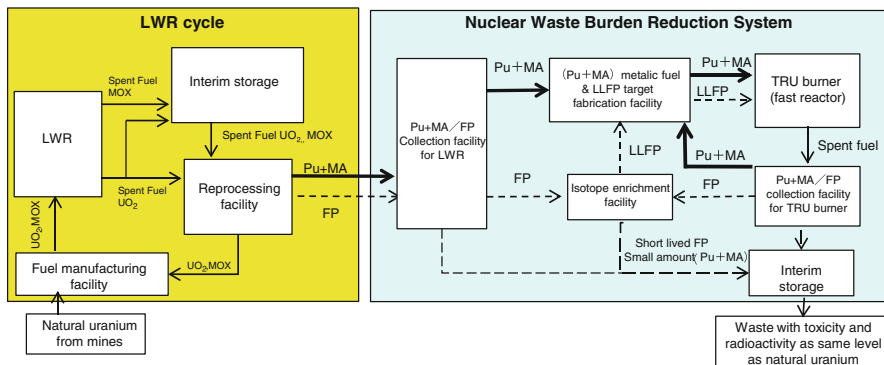 LWR cycle
Spent Fuel
MOX
Interim storage
LWR
Spent Fuel UO2,, MOX
Spent Fuel
UO2
Reprocessing
facility
Pu+MA
FP
UO2,MOX
UO2,MOX
Fuel manufacturing
facility
Natural uranium
from mines
Nuclear Waste Burden Reduction System
Pu+MA
Pu+MA/FP
Collection facility
for LWR
(Pu+MA) metalic fuel
& LLFP target
fabrication facility
Pu+MA
LLFP
TRU burner
(fast reactor)
Spent fuel
LLFP
Pu+MA
FP
Isotope enrichment
facility
FP
Pu+MA/FP
collection facility
for TRU burner
Short lived FP
Small amount(Pu+MA)
Interim
storage
Waste with toxicity and
radioactivity as same level
as natural uranium